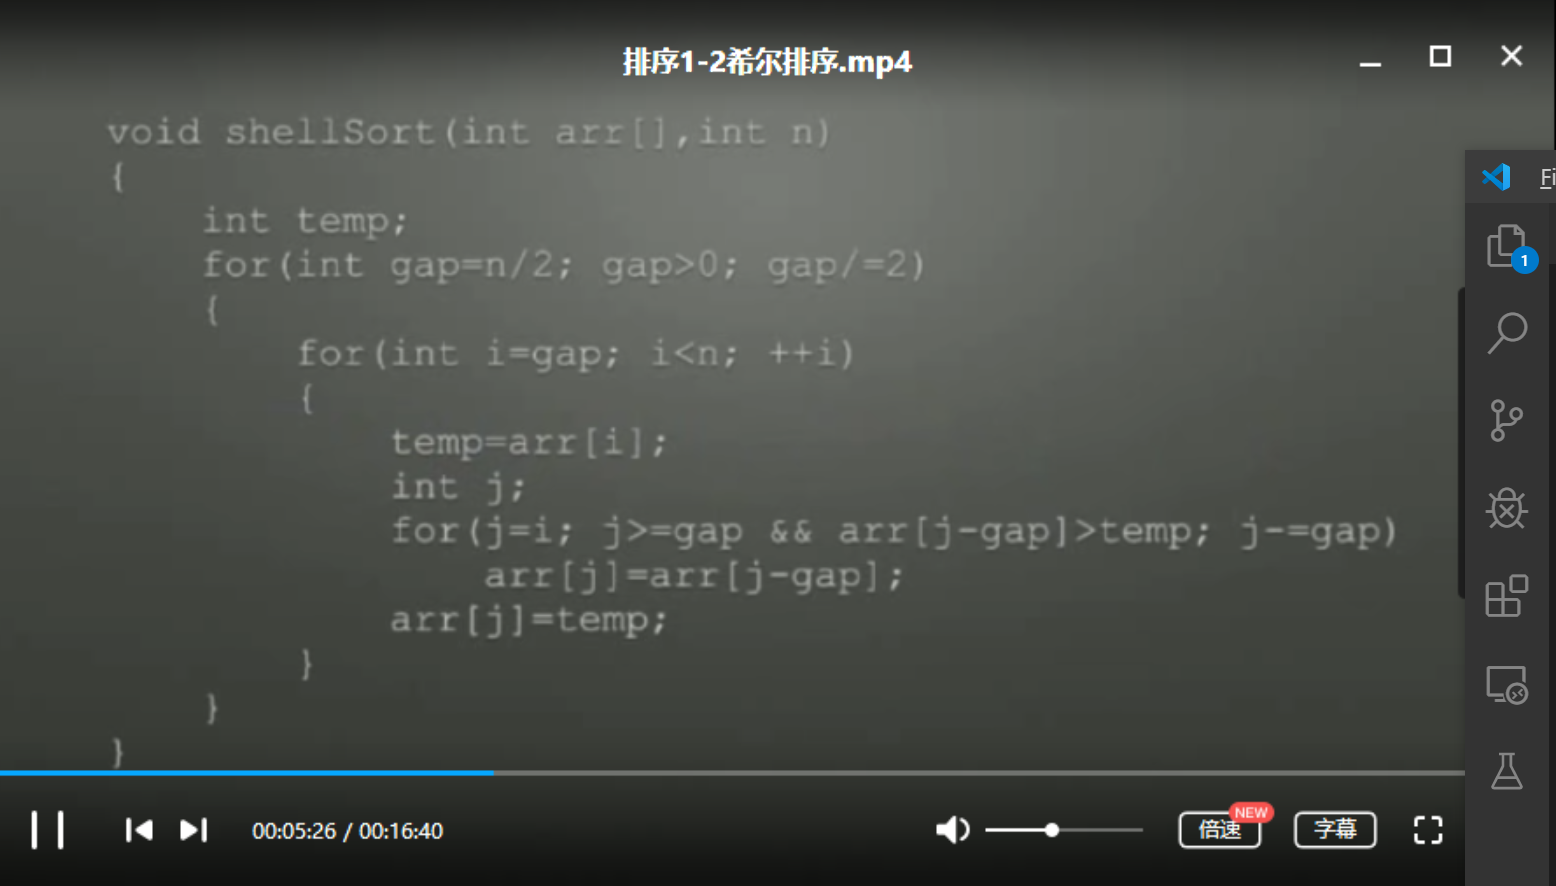 排序1-2希尔排序.mp4
void shellSort(int arr[],int n)
{
int temp;
for(int gap=n/2; gap>0; gap/=2)
{
for(int i=gap; i<n; ++i)
{
temp=arr[i];
int j;
for(j=i; j>=gap && arr[j-gap]>temp; j-=gap)
arr[j]=arr[j-gap];
arr[j]=temp;
}
}
}
Fi
1
00:05:26 / 00:16:40
倍速
NEW
字幕